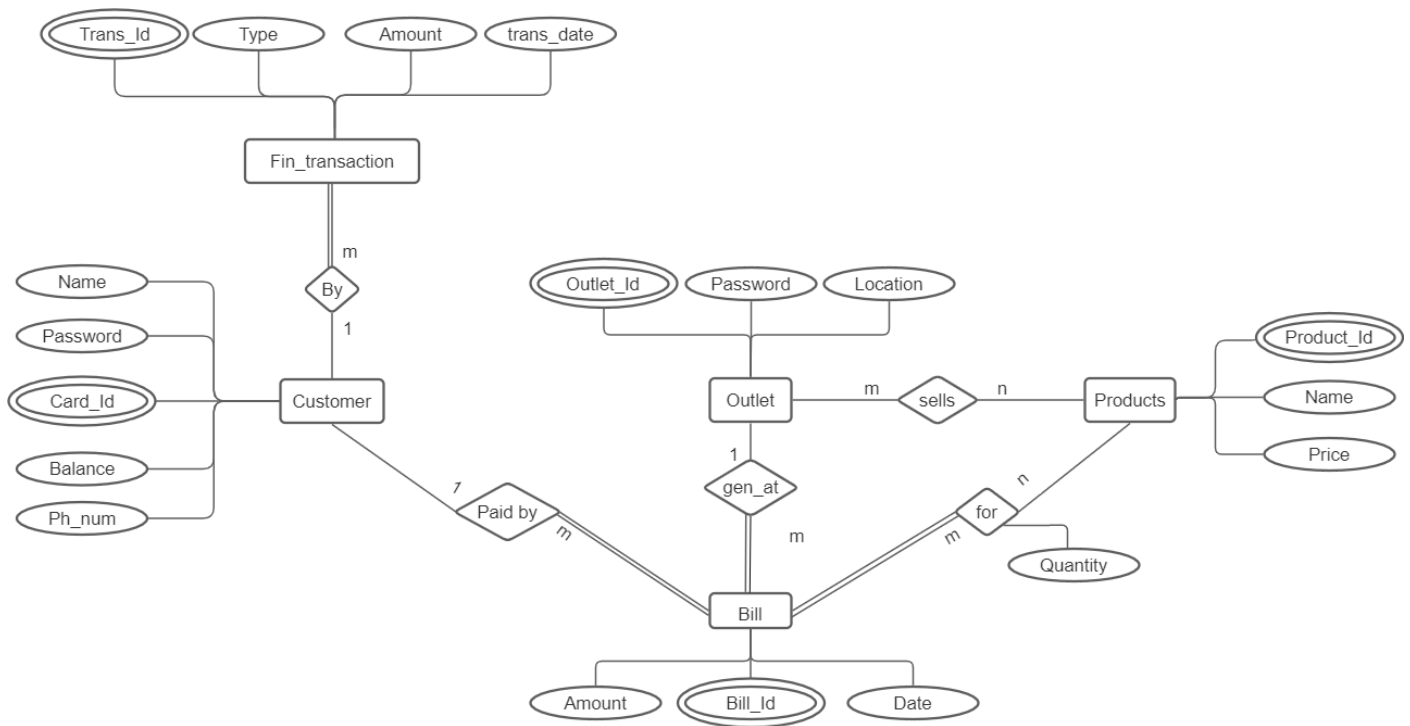 Trans_Id Type Amount trans_date
Fin_transaction
m
By
1
Name
Password
Card_Id
Balance
Ph_num
Customer
Outlet_Id Password Location
Outlet
m
sells
n
Products
Product_Id
Name
Price
1
Paid by
m
1
gen_at
m
n
for
m
Quantity
Bill
Amount Bill_Id Date